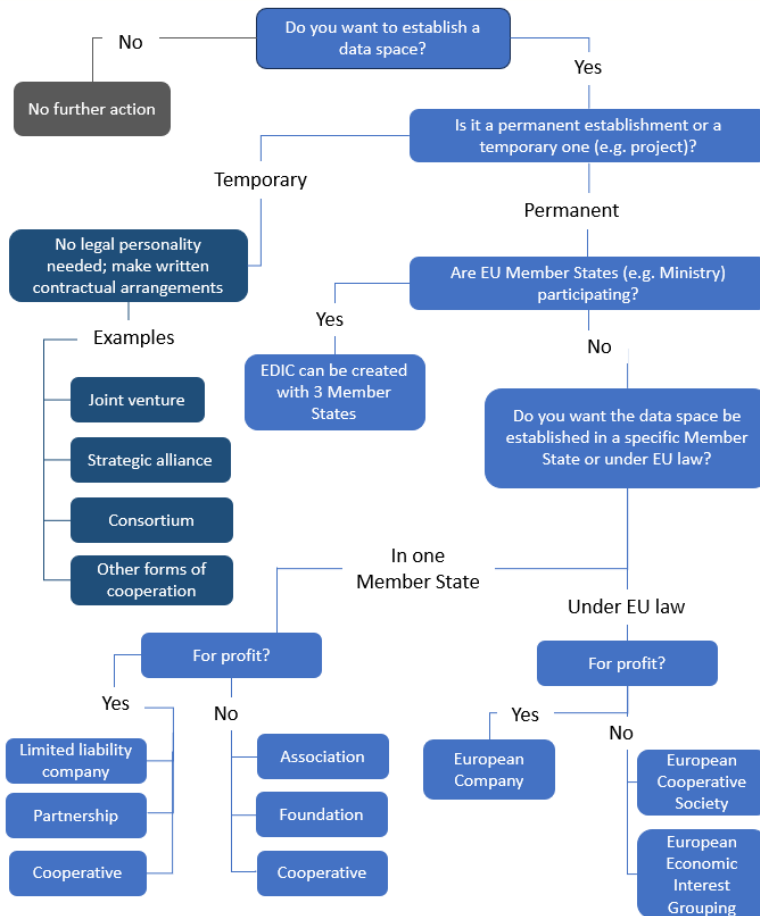 Do you want to establish a
data space?
No
Yes
No further action
Is it a permanent establishment or a
temporary one (e.g. project)?
Temporary
Permanent
No legal personality
needed; make written
contractual arrangements
Are EU Member States (e.g. Ministry)
participating?
Examples
Yes
No
EDIC can be created
with 3 Member
States
Joint venture
Do you want the data space be
established in a specific Member
State or under EU law?
Strategic alliance
Consortium
Other forms of
cooperation
In one
Member State
Under EU law
For profit?
For profit?
Yes
No
Yes
No
Limited liability
company
Association
European
Company
European
Cooperative
Society
Partnership
Foundation
Cooperative
Cooperative
European
Economic
Interest
Grouping